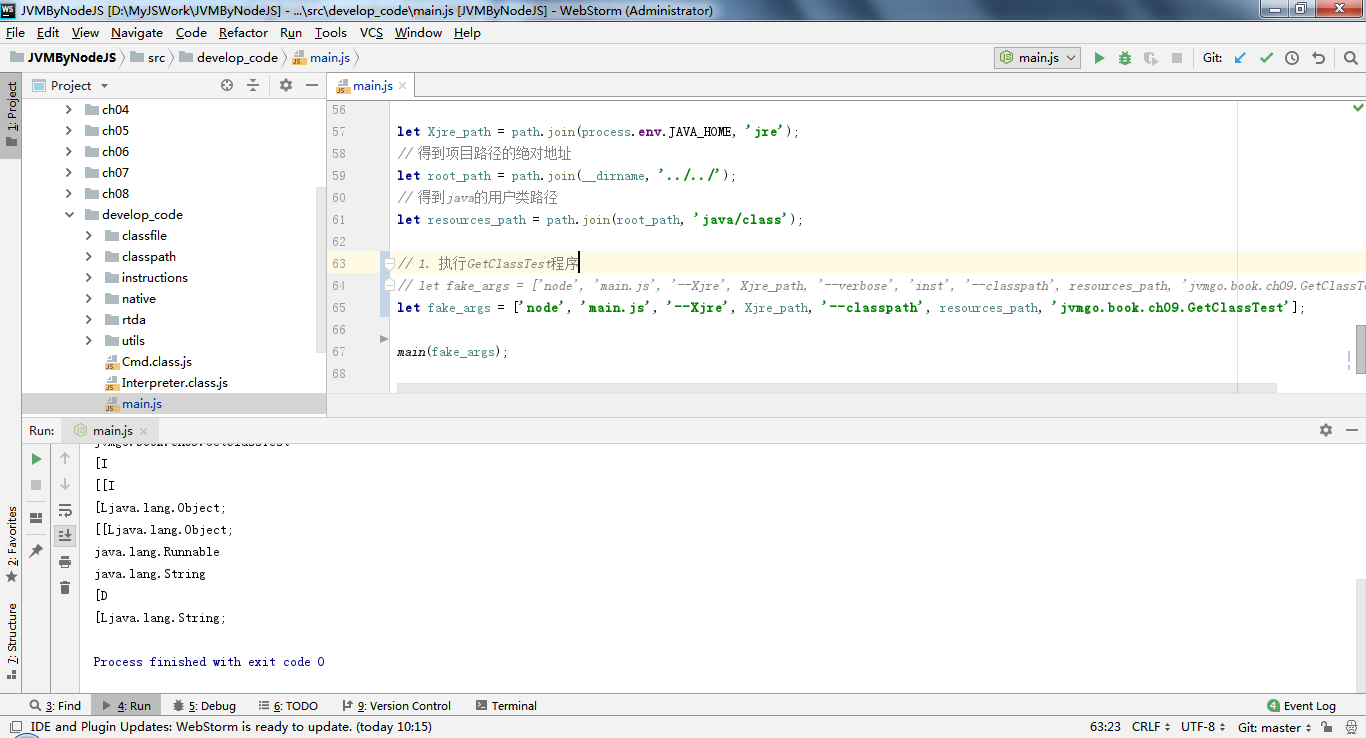 JVMByNodeJS [D:\MyJSWork\JVMByNodeJS] - ...\src\develop_code\main.js [JVMByNodeJS] - WebStorm (Administrator)
File Edit View Navigate Code Refactor Run Tools VCS Window Help
JVMByNodeJS src develop_code main.js main.js Git:
1: Project
Project
main.js
ch04
ch05
ch06
ch07
ch08
develop_code
classfile
classpath
instructions
native
rtda
utils
Cmd.class.js
Interpreter.class.js
main.js
56
57 let Xjre_path = path.join(process.env.JAVA_HOME, 'jre');
58 // 得到项目路径的绝对地址
59 let root_path = path.join(__dirname, '../../');
60 // 得到java的用户类路径
61 let resources_path = path.join(root_path, 'java/class');
62
63 // 1. 执行GetClassTest程序
64 // let fake_args = ['node', 'main.js', '--Xjre', Xjre_path, '--verbose', 'inst', '--classpath', resources_path, 'jvmgo.book.ch09.GetClassTe
65 let fake_args = ['node', 'main.js', '--Xjre', Xjre_path, '--classpath', resources_path, 'jvmgo.book.ch09.GetClassTest'];
66
67 main(fake_args);
68
Run: main.js
[I
[[I
[Ljava.lang.Object;
[[Ljava.lang.Object;
java.lang.Runnable
java.lang.String
[D
[Ljava.lang.String;
Process finished with exit code 0
2: Favorites
7: Structure
3: Find 4: Run 5: Debug 6: TODO 9: Version Control Terminal 4 Event Log
IDE and Plugin Updates: WebStorm is ready to update. (today 10:15) 63:23 CRLF UTF-8 Git: master